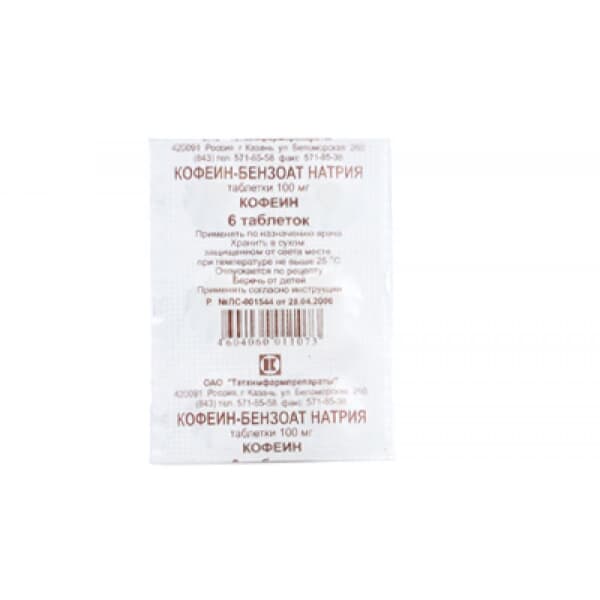 420091 Россия, г Казань, ул Беломорская, 260
(843) тел. 571-85-58 факс: 571-85-38
КОФЕИН-БЕНЗОАТ НАТРИЯ
таблетки 100 мг
КОФЕИН
6 таблеток
Применять по назначению врача
Хранить в сухом
защищенном от света месте
при температуре не выше 25 °С
Отпускается по рецепту
Беречь от детей
Применять согласно инструкции
Р №ЛС-001544 от 28.04.2006
4604060011073
ОАО "Татхимфармпрепараты"
420091 Россия, г Казань, ул Беломорская, 260
(843) тел. 571-85-58 факс: 571-85-38
КОФЕИН-БЕНЗОАТ НАТРИЯ
таблетки 100 мг
КОФЕИН